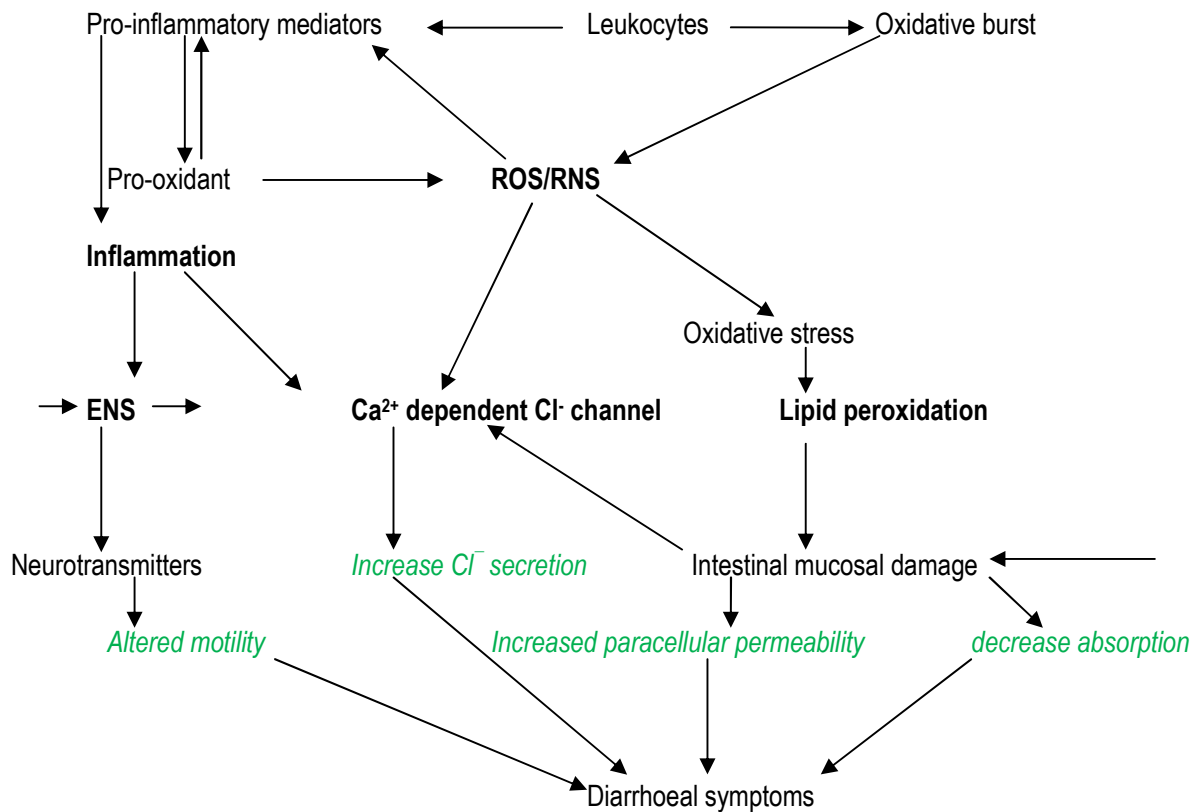 Pro-inflammatory mediators Leukocytes Oxidative burst
Pro-oxidant ROS/RNS
Inflammation
Oxidative stress
ENS Ca²⁺ dependent Cl⁻ channel Lipid peroxidation
Neurotransmitters Increase Cl⁻ secretion Intestinal mucosal damage
Altered motility Increased paracellular permeability decrease absorption
Diarrhoeal symptoms